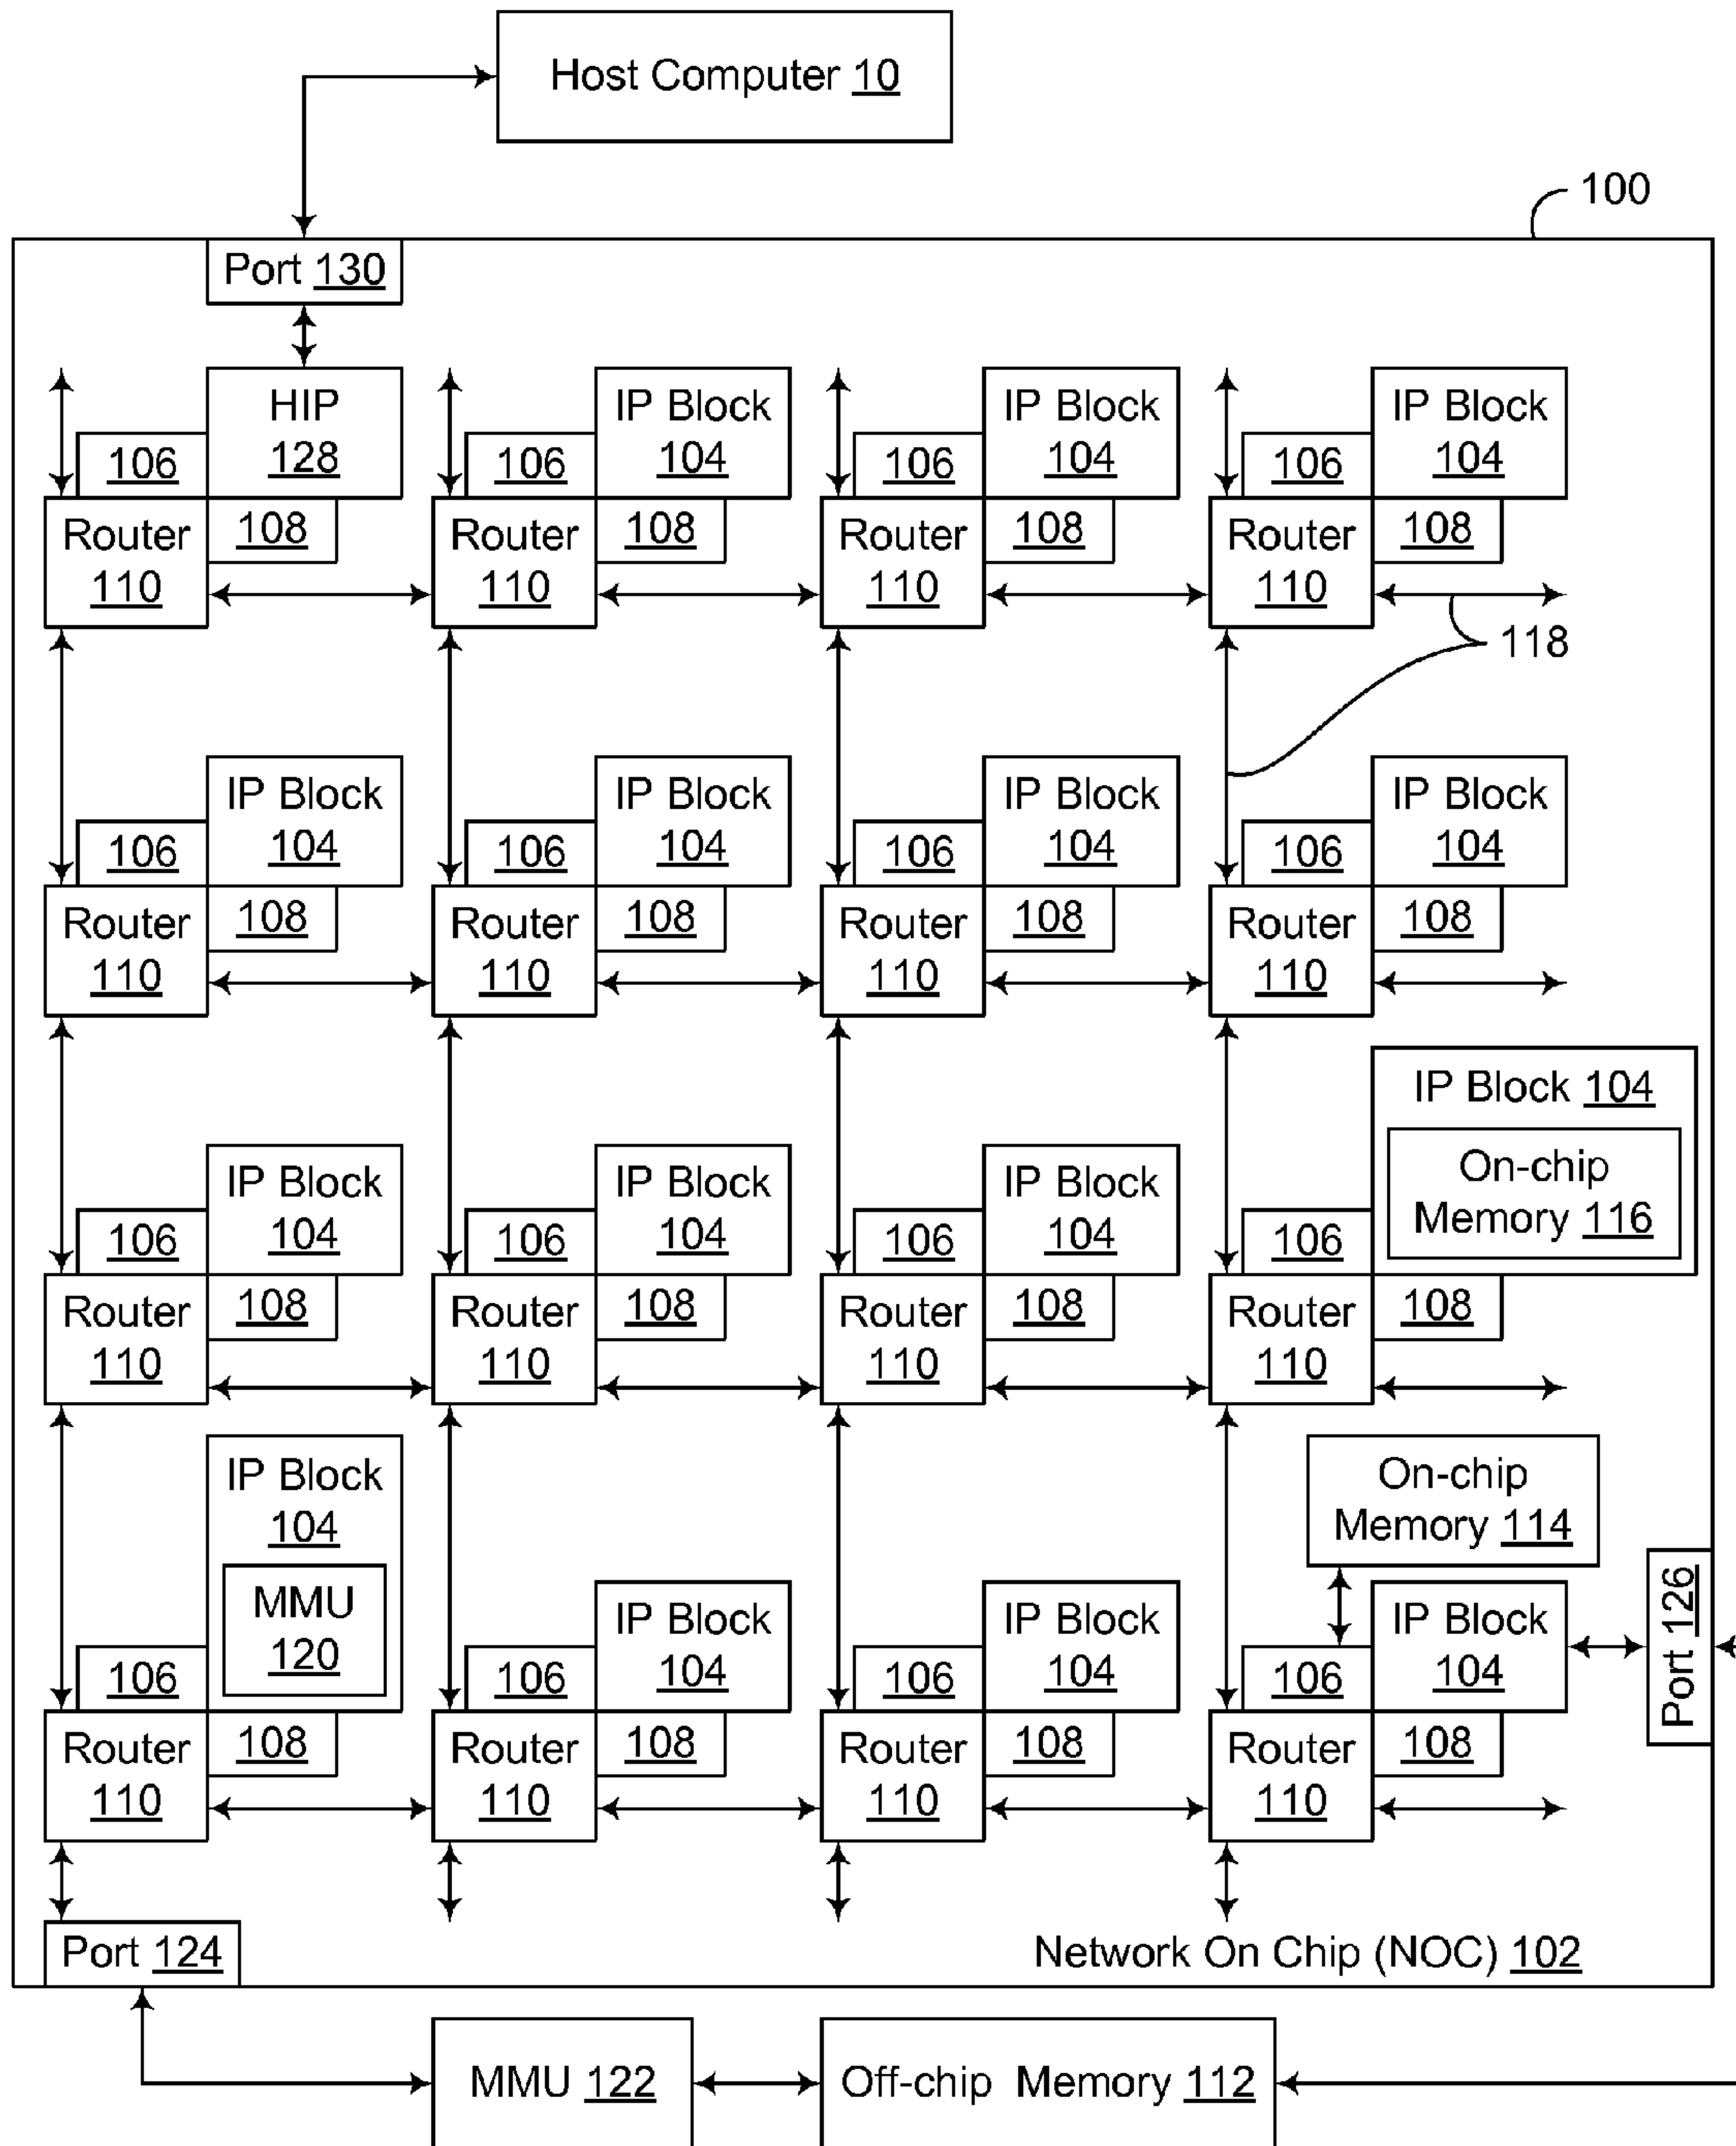 Host Computer 10
100
Port 130
HIP
128
106
108
Router
110
IP Block
104
106
108
Router
110
IP Block
104
106
108
Router
110
IP Block
104
106
108
Router
110
118
IP Block
104
106
108
Router
110
IP Block
104
106
108
Router
110
IP Block
104
106
108
Router
110
IP Block
104
106
108
Router
110
IP Block
104
106
108
Router
110
IP Block
104
106
108
Router
110
IP Block
104
106
108
Router
110
IP Block 104
On-chip
Memory 116
106
108
Router
110
IP Block
104
MMU
120
106
108
Router
110
IP Block
104
106
108
Router
110
IP Block
104
106
108
Router
110
On-chip
Memory 114
IP Block
104
106
108
Router
110
Port 126
Port 124
Network On Chip (NOC) 102
MMU 122
Off-chip Memory 112